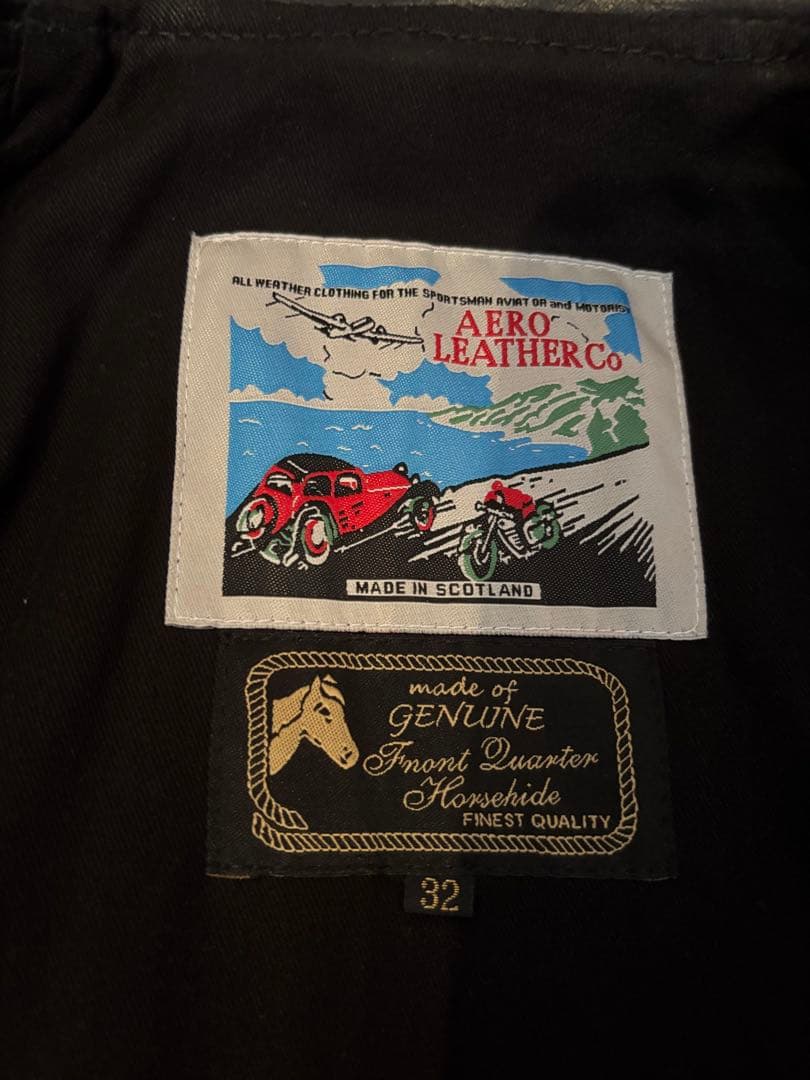 ALL WEATHER CLOTHING FOR THE SPORTSMAN AVIATOR and MOTORIST
AERO
LEATHER Co
MADE IN SCOTLAND
made of
GENUINE
Front Quarter
Horsehide
FINEST QUALITY
32